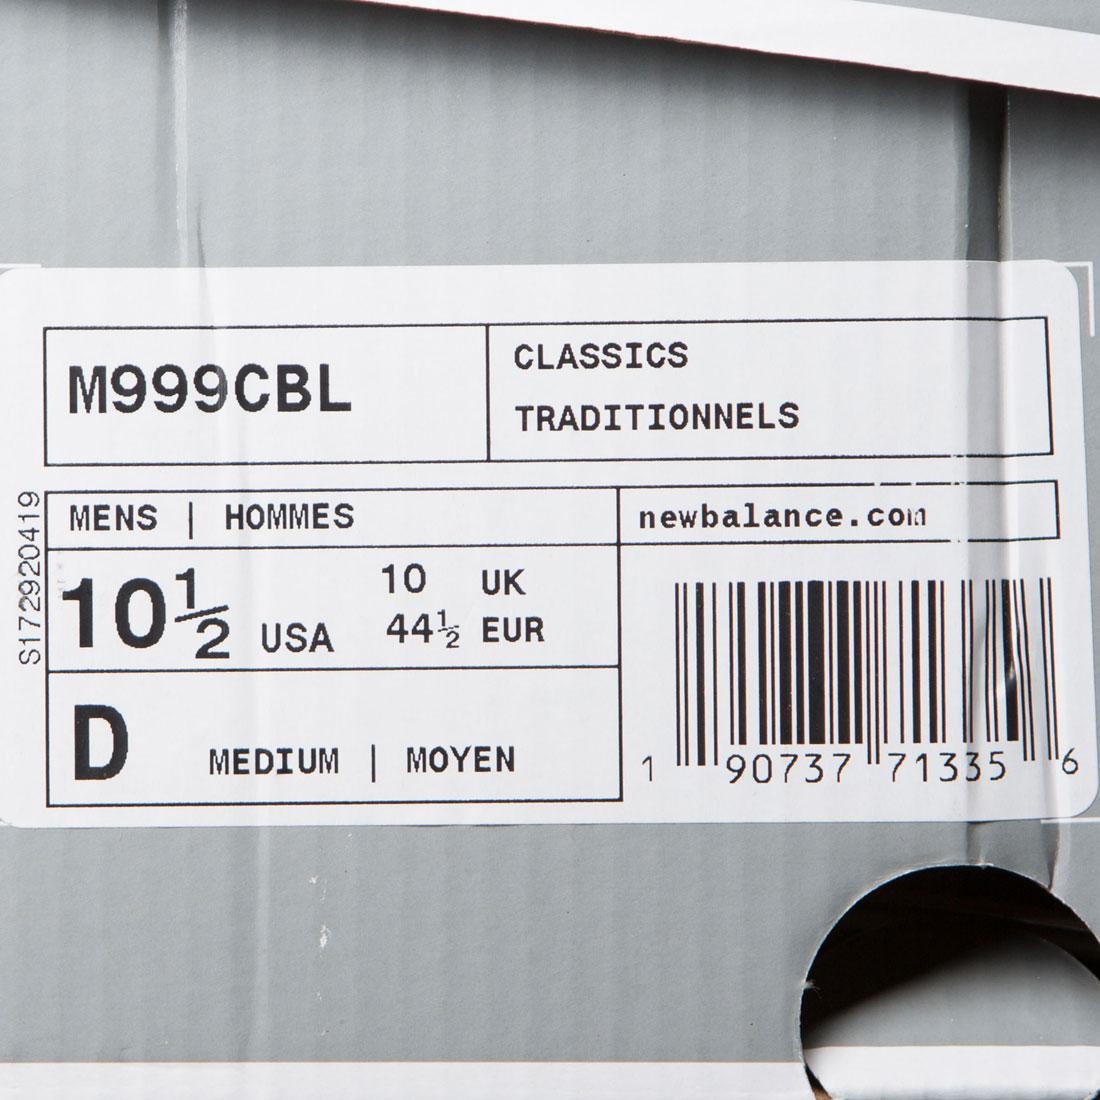 M999CBL
CLASSICS
TRADITIONNELS
S172920419
MENS | HOMMES
newbalance.com
10½ USA
10 UK
44½ EUR
D
MEDIUM | MOYEN
1 90737 71335 6